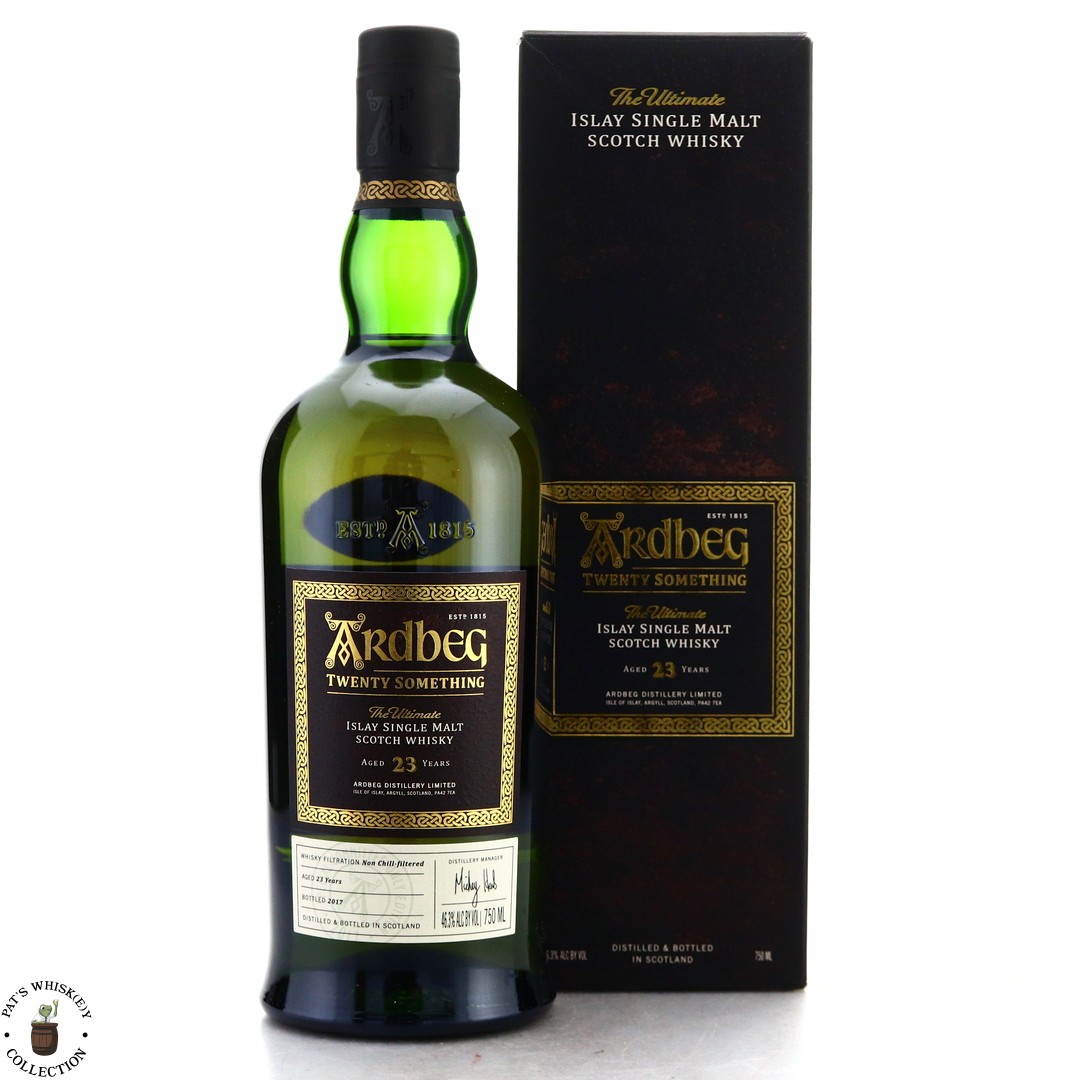 The Ultimate
ISLAY SINGLE MALT
SCOTCH WHISKY
ESTD A 1815
ESTD 1815
ARDBEG
TWENTY SOMETHING
The Ultimate
ISLAY SINGLE MALT
SCOTCH WHISKY
AGED 23 YEARS
ARDBEG DISTILLERY LIMITED
ISLE OF ISLAY, ARGYLL, SCOTLAND, PA42 7EA
WHISKY FILTRATION Non Chill-filtered
AGED 23 Years
BOTTLED 2017
DISTILLED & BOTTLED IN SCOTLAND
DISTILLERY MANAGER
46.3% ALC BY VOL | 750 ML
ESTD 1815
ARDBEG
TWENTY SOMETHING
The Ultimate
ISLAY SINGLE MALT
SCOTCH WHISKY
AGED 23 YEARS
ARDBEG DISTILLERY LIMITED
ISLE OF ISLAY, ARGYLL, SCOTLAND, PA42 7EA
ALC BY VOL
DISTILLED & BOTTLED
IN SCOTLAND
750 ML
PAT'S WHISK(E)Y
COLLECTION